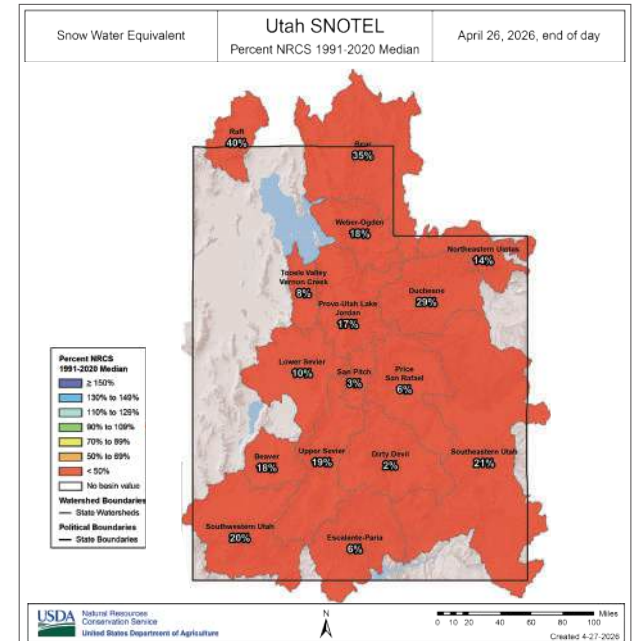 Snow Water Equivalent
Utah SNOTEL
Percent NRCS 1991-2020 Median
April 26, 2026, end of day
Raft
40%
Bear
35%
Weber-Ogden
18%
Northeastern Uintas
14%
Tooele Valley
Vernon Creek
8%
Duchesne
29%
Provo-Utah Lake
Jordan
17%
Lower Sevier
10%
San Pitch
3%
Price
San Rafael
6%
Beaver
18%
Upper Sevier
19%
Dirty Devil
2%
Southeastern Utah
21%
Southwestern Utah
20%
Escalante-Paria
6%
Percent NRCS
1991-2020 Median
≥ 150%
130% to 149%
110% to 129%
90% to 109%
70% to 89%
50% to 69%
< 50%
No basin value
Watershed Boundaries
State Watersheds
Political Boundaries
State Boundaries
USDA
Natural Resources
Conservation Service
United States Department of Agriculture
N
Miles
0 10 20 40 60 80 100
Created 4-27-2026